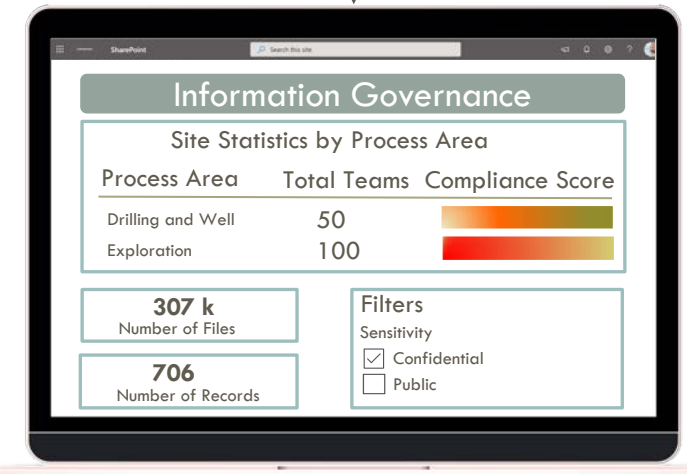 SharePoint
Search this site
Information Governance
Site Statistics by Process Area
Process Area Total Teams Compliance Score
Drilling and Well 50
Exploration 100
307 k
Number of Files
706
Number of Records
Filters
Sensitivity
Confidential
Public